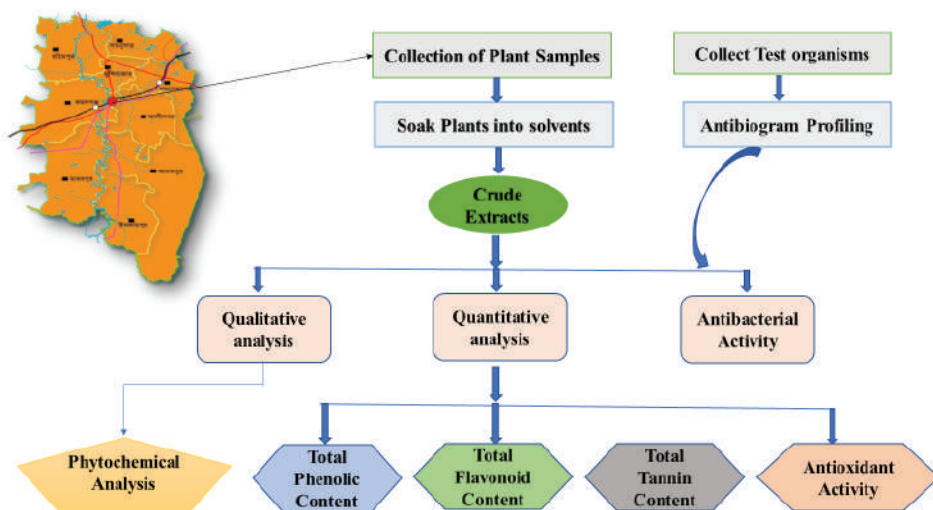 Collection of Plant Samples
Collect Test organisms
Soak Plants into solvents
Antibiogram Profiling
Crude
Extracts
Qualitative
analysis
Quantitative
analysis
Antibacterial
Activity
Phytochemical
Analysis
Total
Phenolic
Content
Total
Flavonoid
Content
Total
Tannin
Content
Antioxidant
Activity